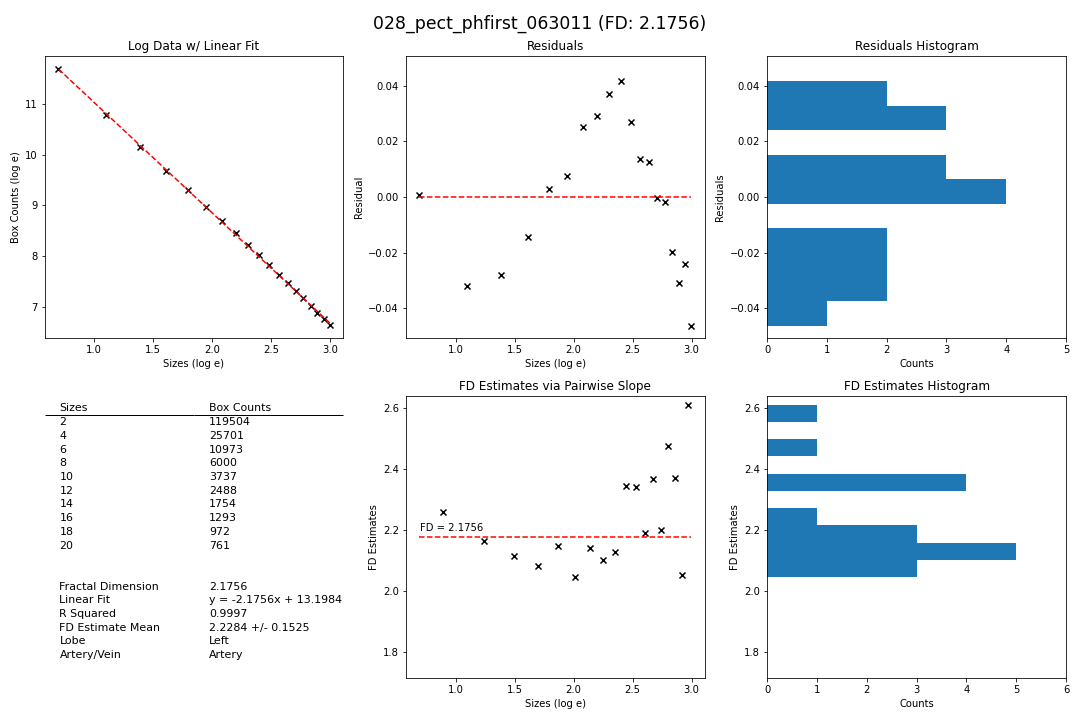 028_pect_phfirst_063011 (FD: 2.1756)
Log Data w/ Linear Fit
Box Counts (log e)
11
10
9
8
7
1.0 1.5 2.0 2.5 3.0
Sizes (log e)
Residuals
Residual
0.04
0.02
0.00
−0.02
−0.04
1.0 1.5 2.0 2.5 3.0
Sizes (log e)
Residuals Histogram
Residuals
0.04
0.02
0.00
−0.02
−0.04
0 1 2 3 4 5
Counts
Sizes Box Counts
2 119504
4 25701
6 10973
8 6000
10 3737
12 2488
14 1754
16 1293
18 972
20 761
Fractal Dimension 2.1756
Linear Fit y = -2.1756x + 13.1984
R Squared 0.9997
FD Estimate Mean 2.2284 +/- 0.1525
Lobe Left
Artery/Vein Artery
FD Estimates via Pairwise Slope
FD Estimates
2.6
2.4
2.2
2.0
1.8
FD = 2.1756
1.0 1.5 2.0 2.5 3.0
Sizes (log e)
FD Estimates Histogram
FD Estimates
2.6
2.4
2.2
2.0
1.8
0 1 2 3 4 5 6
Counts